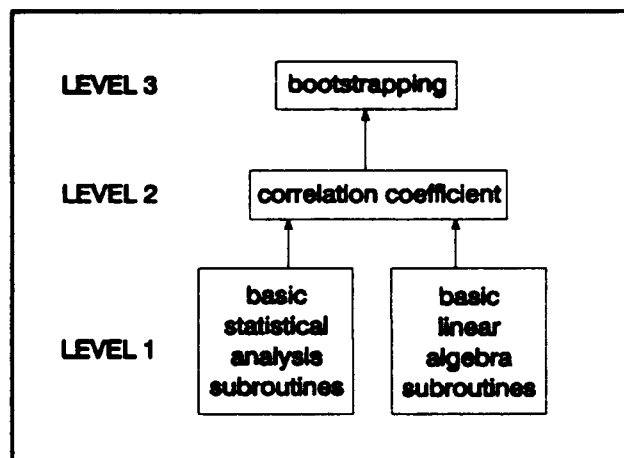 LEVEL 3
bootstrapping
LEVEL 2
correlation coefficient
LEVEL 1
basic
statistical
analysis
subroutines
basic
linear
algebra
subroutines